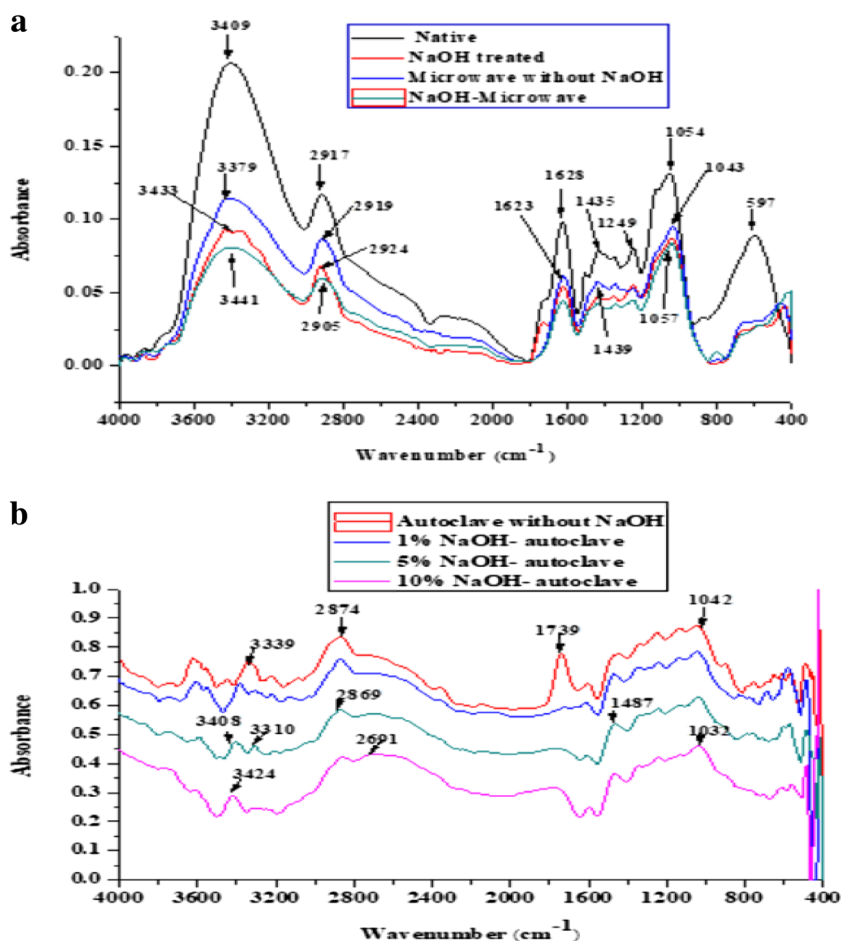 a
Native
NaOH treated
Microwave without NaOH
NaOH-Microwave
3409
3433
3379
3441
2917
2919
2924
2905
1628
1623
1435
1249
1439
1054
1043
1057
597
0.20
0.15
0.10
0.05
0.00
Absorbance
4000 3600 3200 2800 2400 2000 1600 1200 800 400
Wavenumber (cm⁻¹)
b
Autoclave without NaOH
1% NaOH- autoclave
5% NaOH- autoclave
10% NaOH- autoclave
3339
2874
1739
1042
2869
3408
3310
2691
1487
1032
3424
1.0
0.9
0.8
0.7
0.6
0.5
0.4
0.3
0.2
0.1
0.0
Absorbance
4000 3600 3200 2800 2400 2000 1600 1200 800 400
Wavenumber (cm⁻¹)